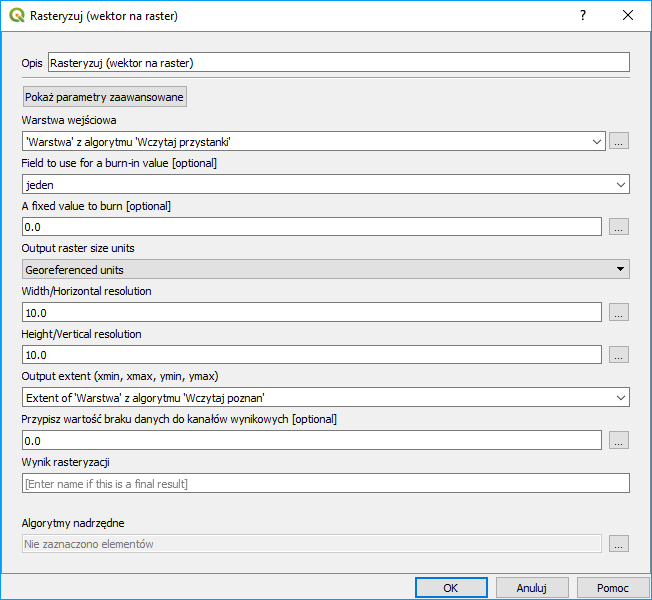 Rasteryzuj (wektor na raster)
?
Opis Rasteryzuj (wektor na raster)
Pokaż parametry zaawansowane
Warstwa wejściowa
'Warstwa' z algorytmu 'Wczytaj przystanki'
...
Field to use for a burn-in value [optional]
jeden
A fixed value to burn [optional]
0.0
...
Output raster size units
Georeferenced units
Width/Horizontal resolution
10.0
...
Height/Vertical resolution
10.0
...
Output extent (xmin, xmax, ymin, ymax)
Extent of 'Warstwa' z algorytmu 'Wczytaj poznan'
Przypisz wartość braku danych do kanałów wynikowych [optional]
0.0
...
Wynik rasteryzacji
[Enter name if this is a final result]
Algorytmy nadrzędne
Nie zaznaczono elementów
...
OK Anuluj Pomoc